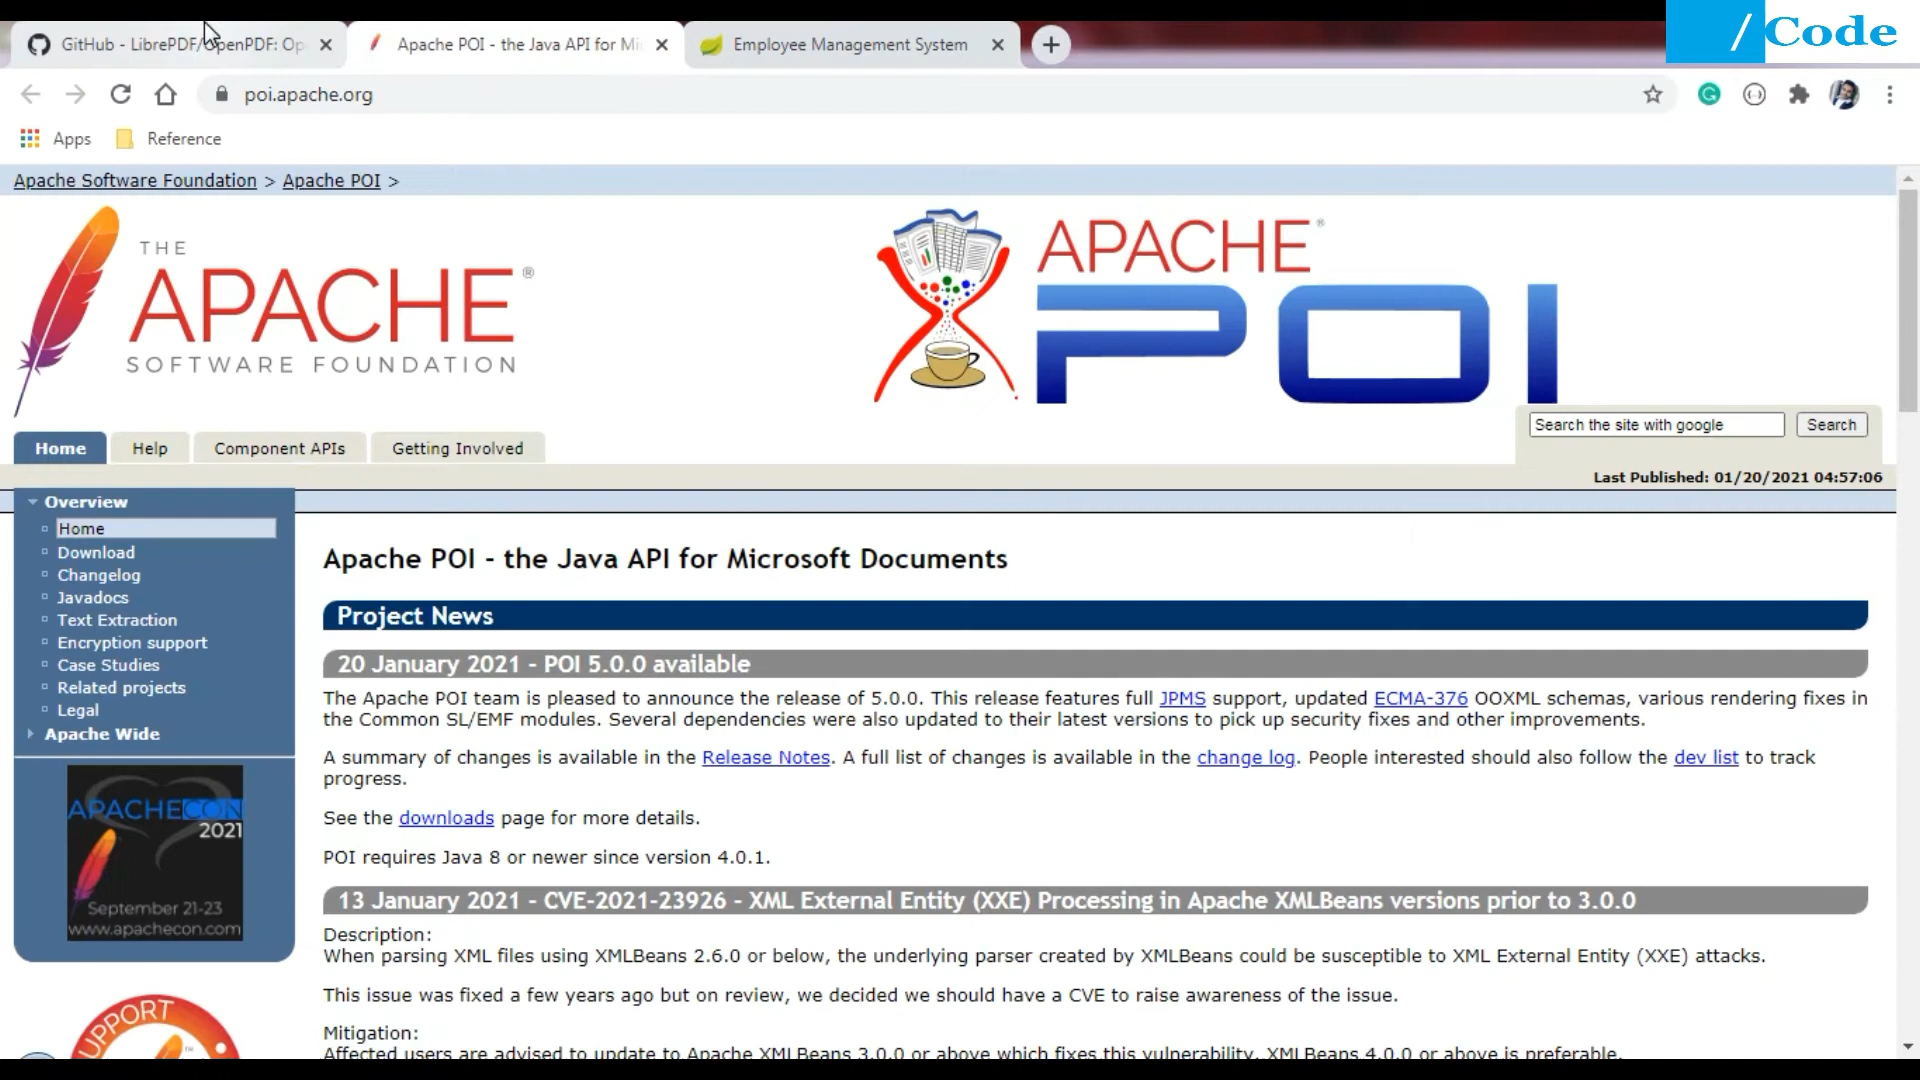 /Code
GitHub - LibrePDF/OpenPDF: Op
Apache POI - the Java API for Mi
Employee Management System
poi.apache.org
Apps
Reference
Apache Software Foundation > Apache POI >
THE
APACHE®
SOFTWARE FOUNDATION
APACHE®
POI
Search the site with google
Search
Home
Help
Component APIs
Getting Involved
Last Published: 01/20/2021 04:57:06
Overview
Home
Download
Changelog
Javadocs
Text Extraction
Encryption support
Case Studies
Related projects
Legal
Apache Wide
APACHECON
2021
September 21-23
www.apachecon.com
SUPPORT
Apache POI - the Java API for Microsoft Documents
Project News
20 January 2021 - POI 5.0.0 available
The Apache POI team is pleased to announce the release of 5.0.0. This release features full JPMS support, updated ECMA-376 OOXML schemas, various rendering fixes in
the Common SL/EMF modules. Several dependencies were also updated to their latest versions to pick up security fixes and other improvements.
A summary of changes is available in the Release Notes. A full list of changes is available in the change log. People interested should also follow the dev list to track
progress.
See the downloads page for more details.
POI requires Java 8 or newer since version 4.0.1.
13 January 2021 - CVE-2021-23926 - XML External Entity (XXE) Processing in Apache XMLBeans versions prior to 3.0.0
Description:
When parsing XML files using XMLBeans 2.6.0 or below, the underlying parser created by XMLBeans could be susceptible to XML External Entity (XXE) attacks.
This issue was fixed a few years ago but on review, we decided we should have a CVE to raise awareness of the issue.
Mitigation:
Affected users are advised to update to Apache XMLBeans 3.0.0 or above which fixes this vulnerability. XMLBeans 4.0.0 or above is preferable.